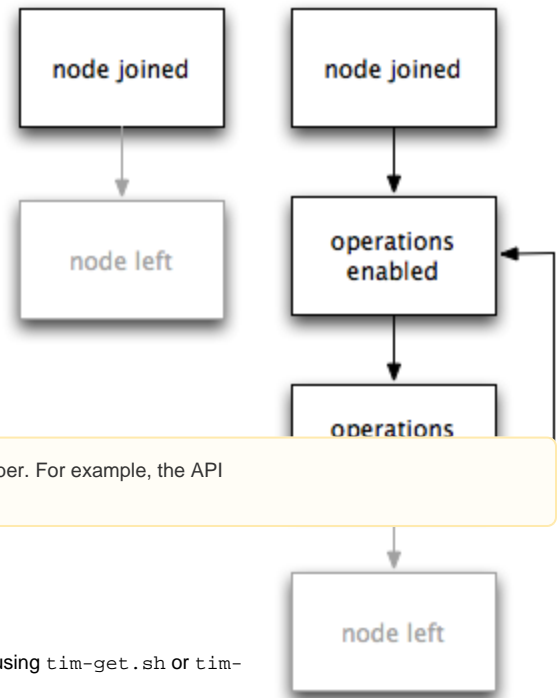 node joined
node joined
node left
operations
enabled
operations
per. For example, the API
node left
using tim-get.sh or tim-